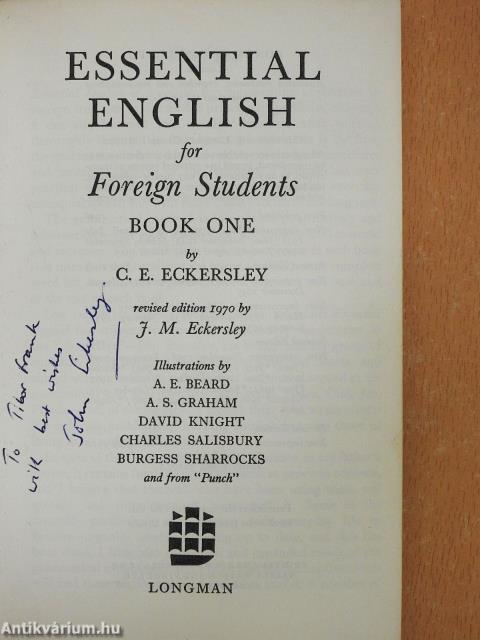 ESSENTIAL
ENGLISH
for
Foreign Students
BOOK ONE
by
C. E. ECKERSLEY
revised edition 1970 by
J. M. Eckersley
Illustrations by
A. E. BEARD
A. S. GRAHAM
DAVID KNIGHT
CHARLES SALISBURY
BURGESS SHARROCKS
and from "Punch"
LONGMAN
To Tibor Frank
with best wishes
John Eckersley.
Antikvárium.hu